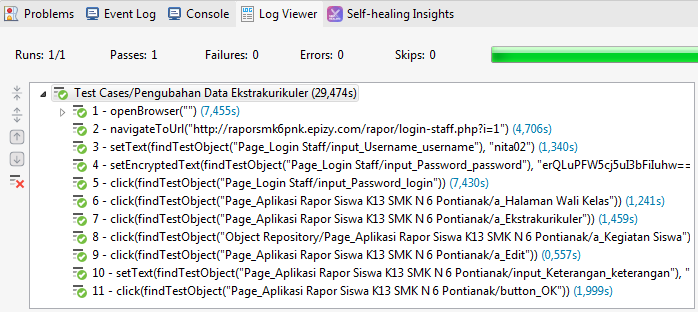 Problems Event Log Console Log Viewer Self-healing Insights
Runs: 1/1 Passes: 1 Failures: 0 Errors: 0 Skips: 0
Test Cases/Pengubahan Data Ekstrakurikuler (29,474s)
1 - openBrowser("") (7,455s)
2 - navigateToUrl("http://raporsmk6pnk.epizy.com/rapor/login-staff.php?i=1") (4,706s)
3 - setText(findTestObject("Page_Login Staff/input_Username_username"), "nita02") (1,340s)
4 - setEncryptedText(findTestObject("Page_Login Staff/input_Password_password"), "erQLuPFW5cj5uI3bFiIuhw==
5 - click(findTestObject("Page_Login Staff/input_Password_login")) (7,430s)
6 - click(findTestObject("Page_Aplikasi Rapor Siswa K13 SMK N 6 Pontianak/a_Halaman Wali Kelas")) (1,241s)
7 - click(findTestObject("Page_Aplikasi Rapor Siswa K13 SMK N 6 Pontianak/a_Ekstrakurikuler")) (1,459s)
8 - click(findTestObject("Object Repository/Page_Aplikasi Rapor Siswa K13 SMK N 6 Pontianak/a_Kegiatan Siswa")
9 - click(findTestObject("Page_Aplikasi Rapor Siswa K13 SMK N 6 Pontianak/a_Edit")) (0,557s)
10 - setText(findTestObject("Page_Aplikasi Rapor Siswa K13 SMK N 6 Pontianak/input_Keterangan_keterangan"), "
11 - click(findTestObject("Page_Aplikasi Rapor Siswa K13 SMK N 6 Pontianak/button_OK")) (1,999s)